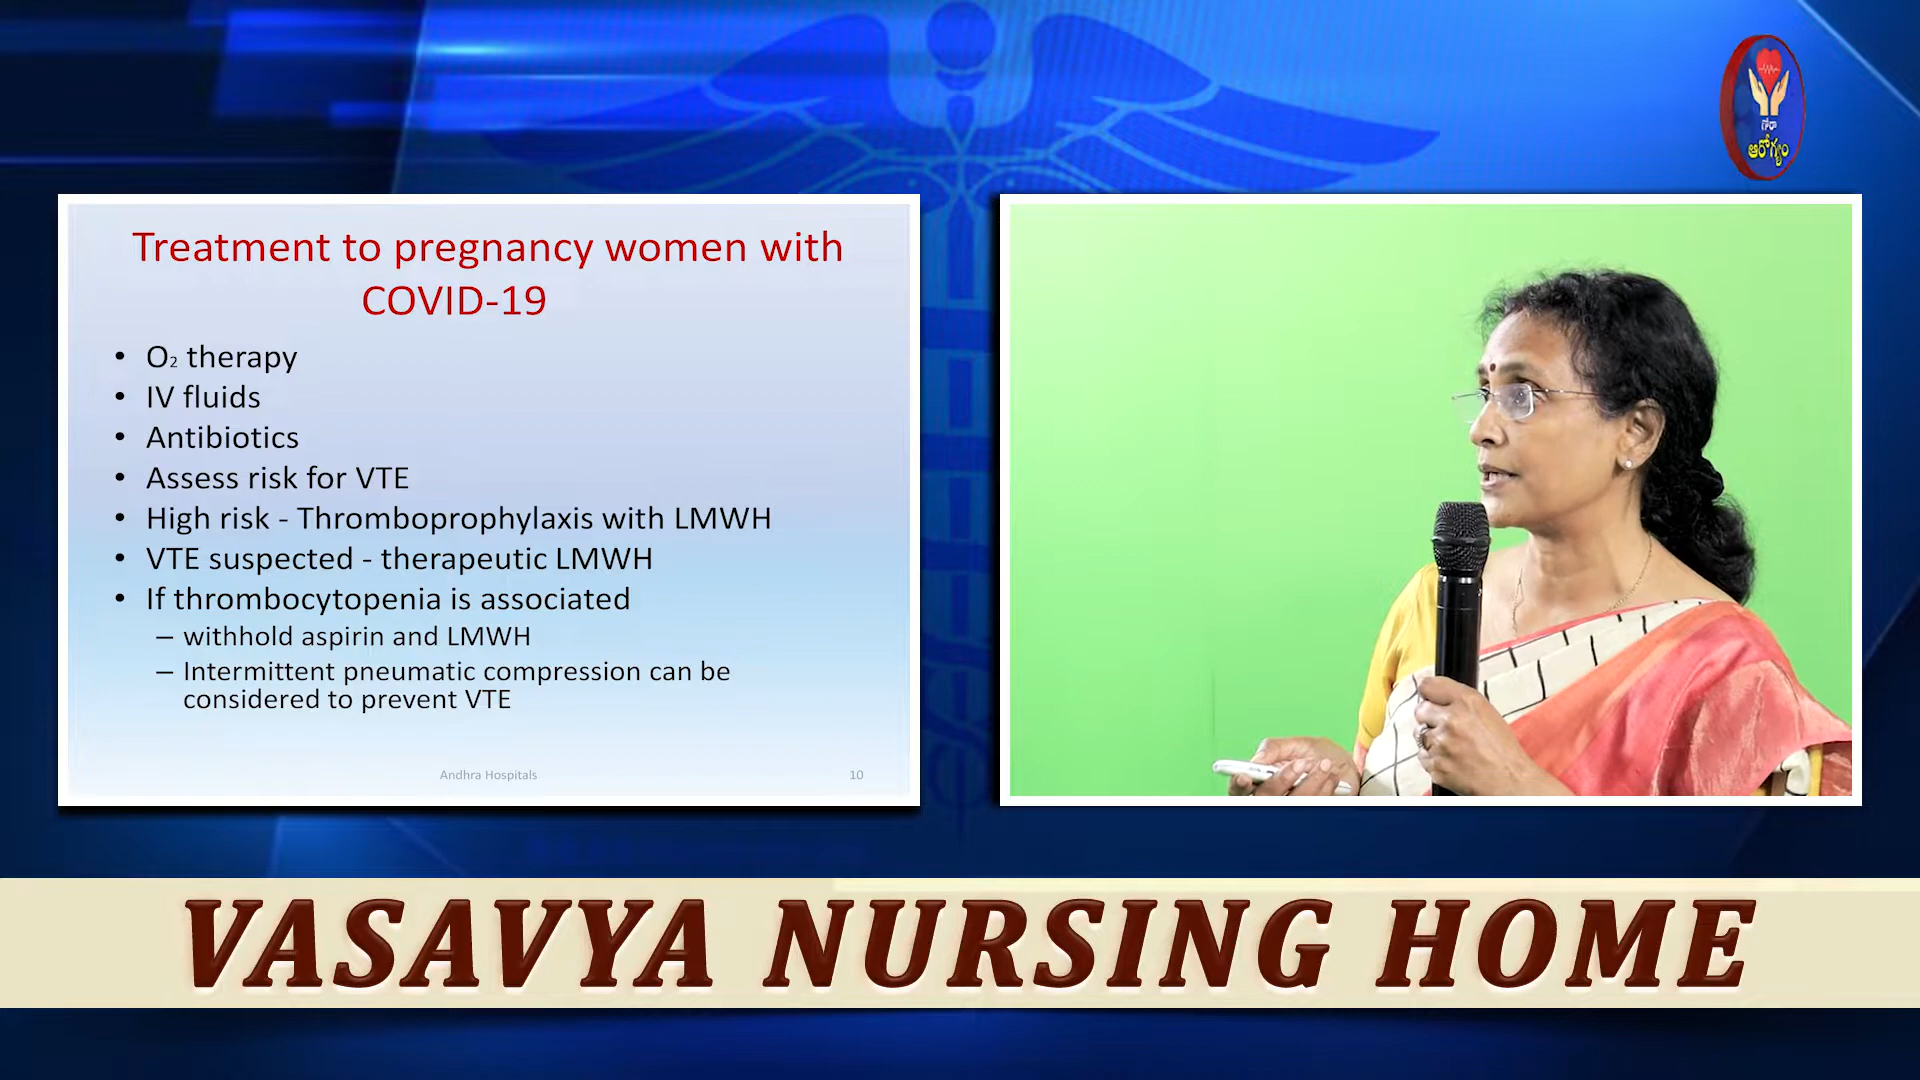 గోరా
ఆరోగ్యం
Treatment to pregnancy women with
COVID-19
• O₂ therapy
• IV fluids
• Antibiotics
• Assess risk for VTE
• High risk - Thromboprophylaxis with LMWH
• VTE suspected - therapeutic LMWH
• If thrombocytopenia is associated
– withhold aspirin and LMWH
– Intermittent pneumatic compression can be
considered to prevent VTE
Andhra Hospitals 10
VASAVYA NURSING HOME